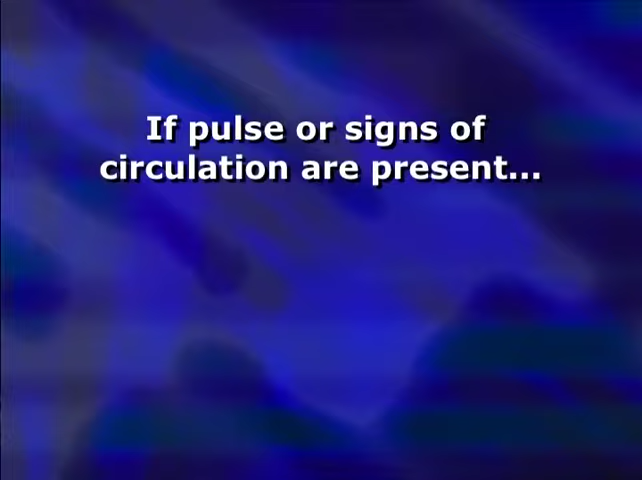 If pulse or signs of
circulation are present...